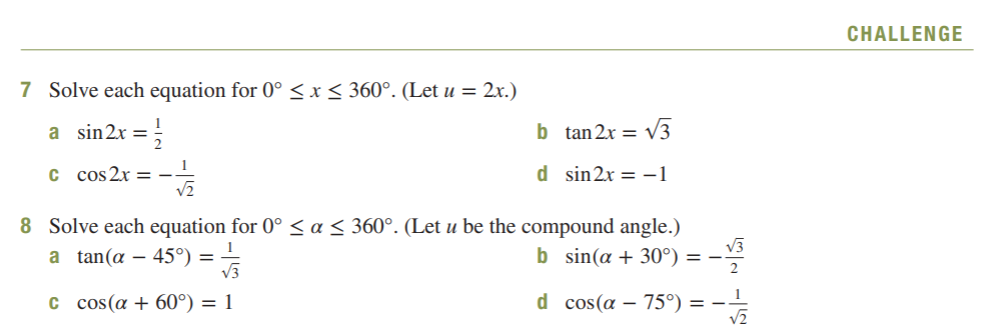 CHALLENGE
7 Solve each equation for 0° ≤ x ≤ 360°. (Let u = 2x.)
a sin 2x = 1/2 b tan 2x = √3
c cos 2x = −1/√2 d sin 2x = −1
8 Solve each equation for 0° ≤ α ≤ 360°. (Let u be the compound angle.)
a tan(α − 45°) = 1/√3 b sin(α + 30°) = −√3/2
c cos(α + 60°) = 1 d cos(α − 75°) = −1/√2